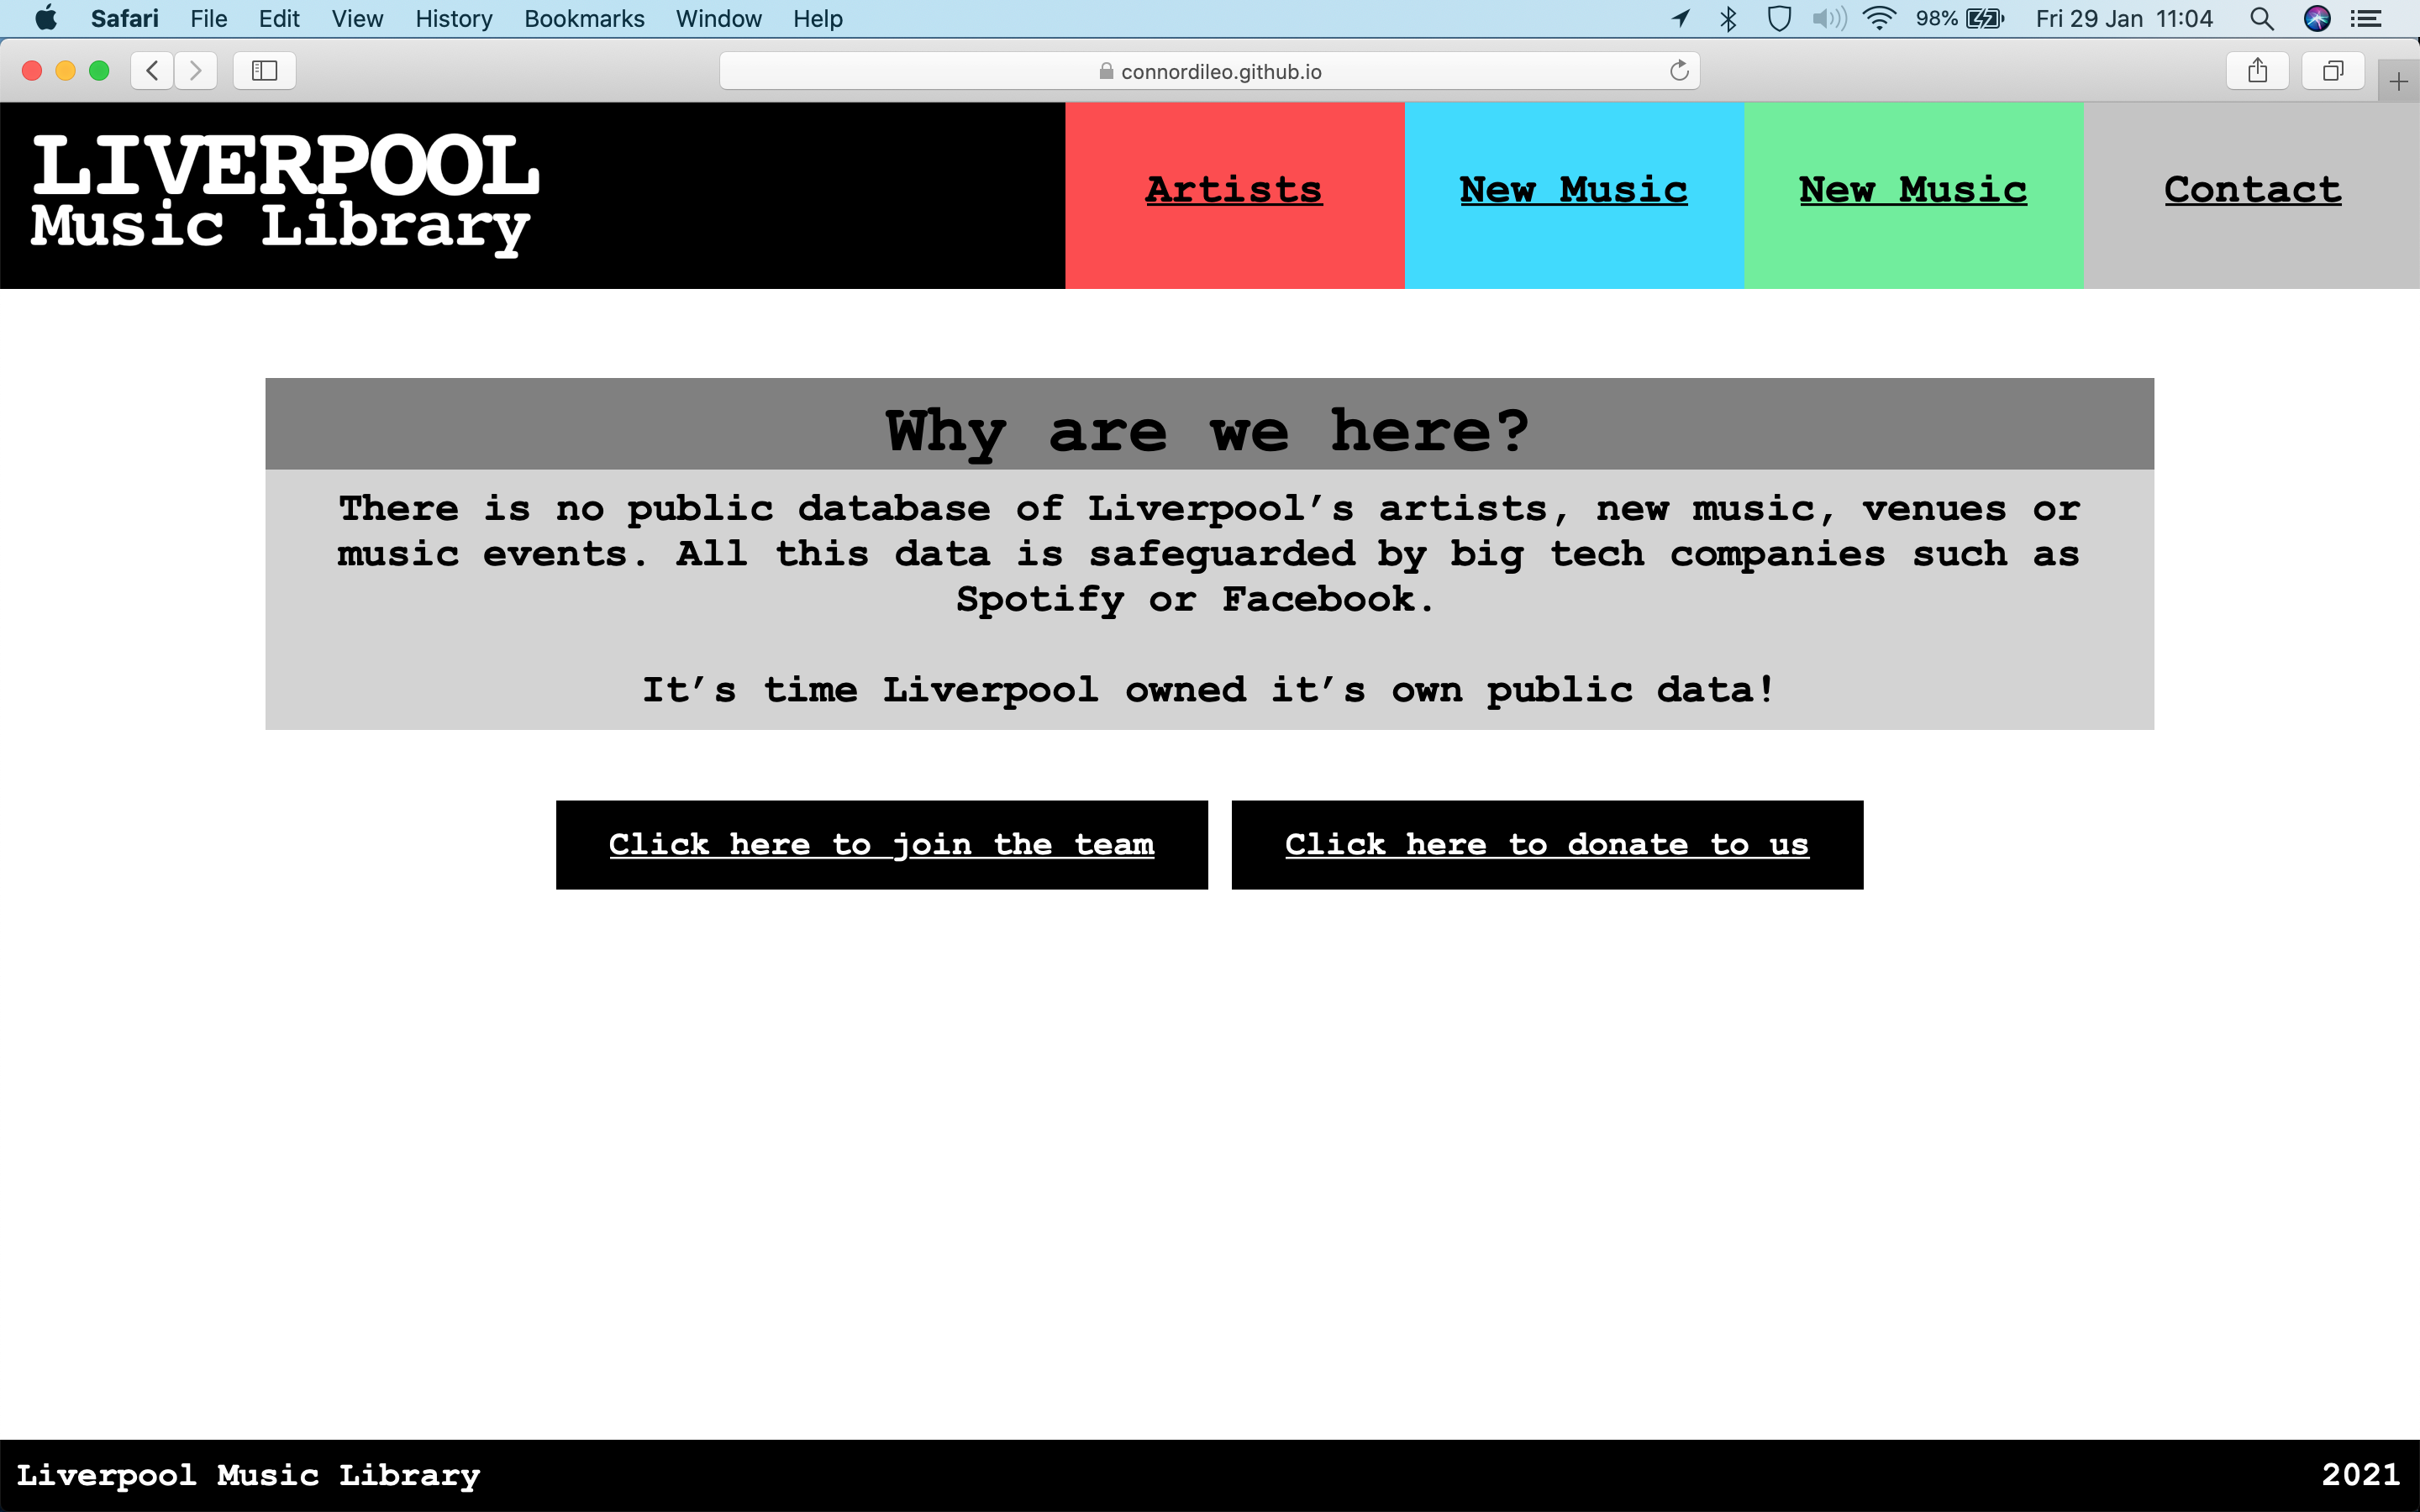 Safari File Edit View History Bookmarks Window Help 98% Fri 29 Jan 11:04
connordileo.github.io
LIVERPOOL
Music Library
Artists
New Music
New Music
Contact
Why are we here?
There is no public database of Liverpool’s artists, new music, venues or
music events. All this data is safeguarded by big tech companies such as
Spotify or Facebook.
It’s time Liverpool owned it’s own public data!
Click here to join the team
Click here to donate to us
Liverpool Music Library
2021